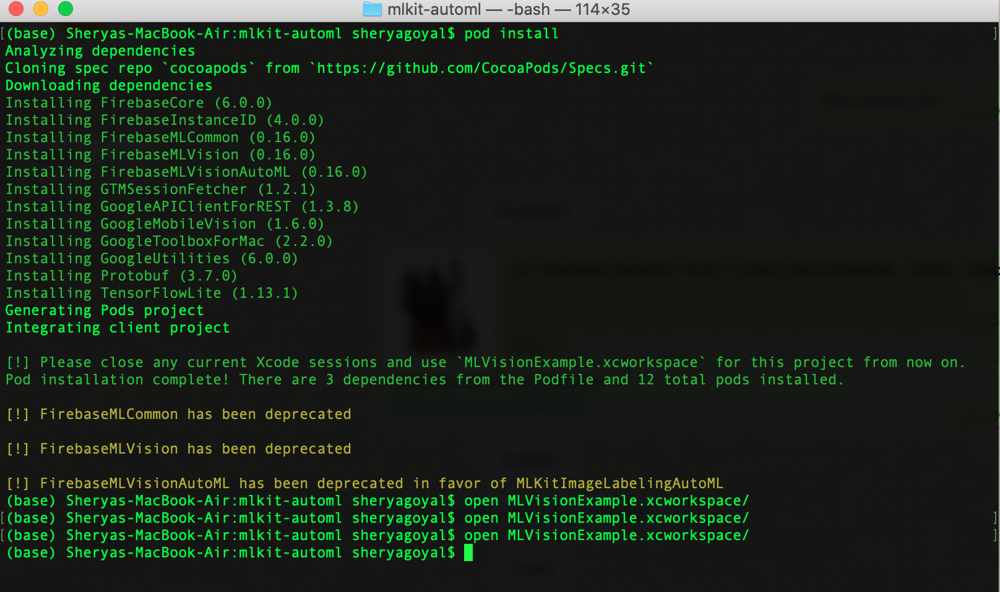 mlkit-automl — -bash — 114×35
[(base) Sheryas-MacBook-Air:mlkit-automl sheryagoyal$ pod install ]
Analyzing dependencies
Cloning spec repo `cocoapods` from `https://github.com/CocoaPods/Specs.git`
Downloading dependencies
Installing FirebaseCore (6.0.0)
Installing FirebaseInstanceID (4.0.0)
Installing FirebaseMLCommon (0.16.0)
Installing FirebaseMLVision (0.16.0)
Installing FirebaseMLVisionAutoML (0.16.0)
Installing GTMSessionFetcher (1.2.1)
Installing GoogleAPIClientForREST (1.3.8)
Installing GoogleMobileVision (1.6.0)
Installing GoogleToolboxForMac (2.2.0)
Installing GoogleUtilities (6.0.0)
Installing Protobuf (3.7.0)
Installing TensorFlowLite (1.13.1)
Generating Pods project
Integrating client project
[!] Please close any current Xcode sessions and use `MLVisionExample.xcworkspace` for this project from now on.
Pod installation complete! There are 3 dependencies from the Podfile and 12 total pods installed.
[!] FirebaseMLCommon has been deprecated
[!] FirebaseMLVision has been deprecated
[!] FirebaseMLVisionAutoML has been deprecated in favor of MLKitImageLabelingAutoML
(base) Sheryas-MacBook-Air:mlkit-automl sheryagoyal$ open MLVisionExample.xcworkspace/
[(base) Sheryas-MacBook-Air:mlkit-automl sheryagoyal$ open MLVisionExample.xcworkspace/ ]
[(base) Sheryas-MacBook-Air:mlkit-automl sheryagoyal$ open MLVisionExample.xcworkspace/ ]
(base) Sheryas-MacBook-Air:mlkit-automl sheryagoyal$